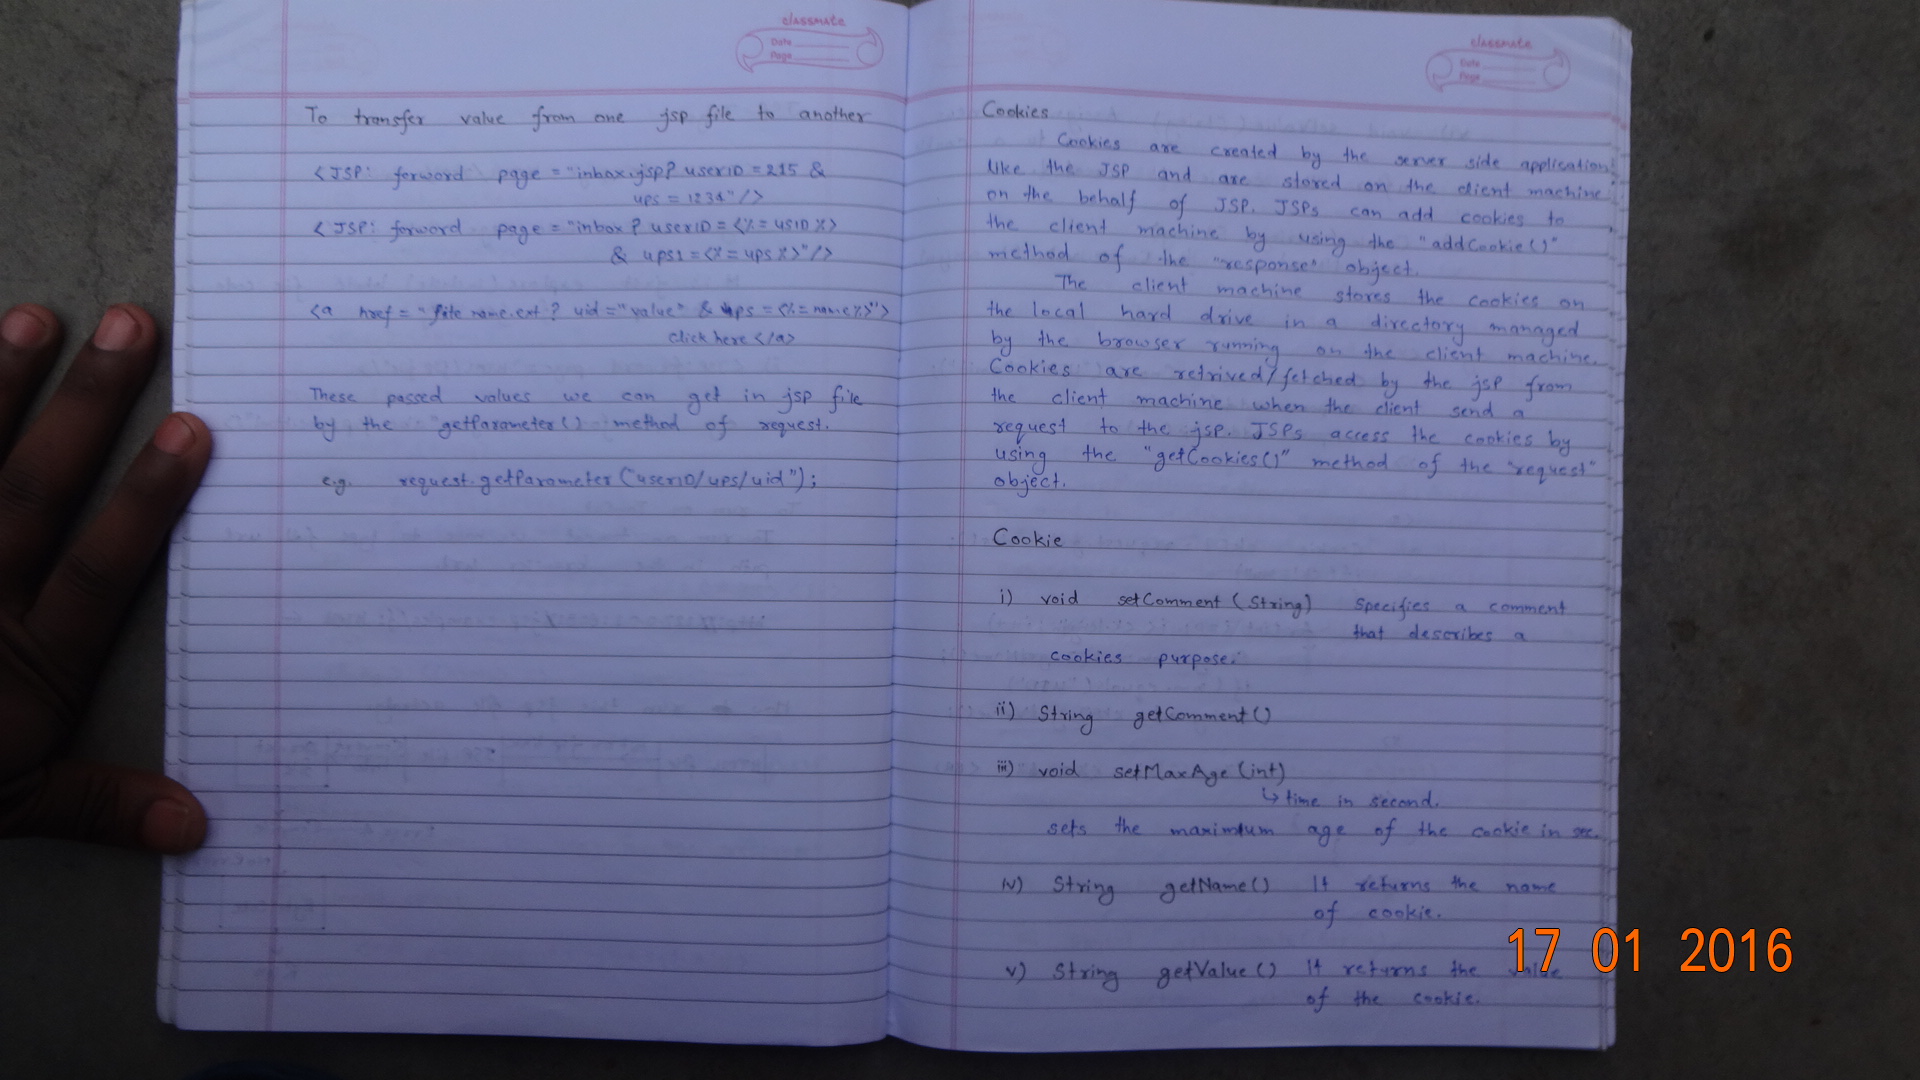 classmate
Date
Page
To transfer value from one jsp file to another
<JSP: forword page = "inbox.jsp? userID = 215 &
ups = 1234" />
<JSP: forword page = "inbox? userID = <%= usID %>
& ups1 = <%= ups %>" />
<a href = "file name.ext? uid = "value" & ups = <%= name%>">
click here </a>
These passed values we can get in jsp file
by the "getParameter() method of request.
e.g. request.getParameter ("userID/ups/uid");
classmate
Date
Page
Cookies
Cookies are created by the server side application
like the JSP and are stored on the client machine
on the behalf of JSP. JSPs can add cookies to
the client machine by using the "addCookie()"
method of the "response" object.
The client machine stores the cookies on
the local hard drive in a directory managed
by the browser running on the client machine.
Cookies are retrived/fetched by the jsp from
the client machine when the client send a
request to the jsp. JSPs access the cookies by
using the "getCookies()" method of the "request"
object.
Cookie
i) void setComment (String) Specifies a comment
that describes a
cookies purpose.
ii) String getComment ()
iii) void setMaxAge (int)
↳ time in second.
sets the maximum age of the cookie in sec.
iv) String getName() It returns the name
of cookie.
v) String getValue () It returns the value
of the cookie.
17 01 2016